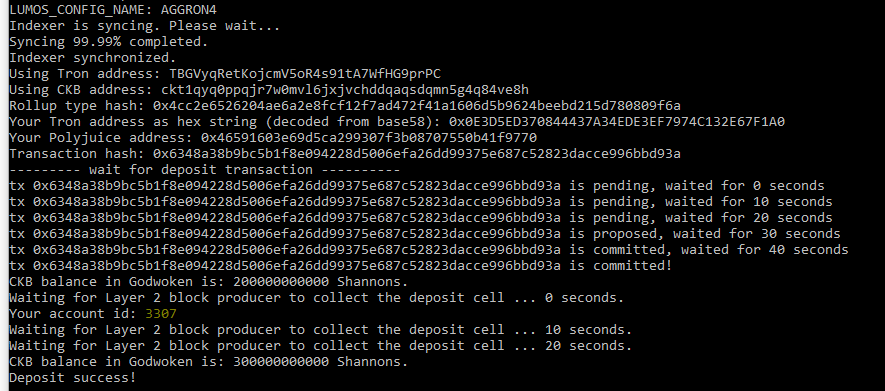 LUMOS_CONFIG_NAME: AGGRON4
Indexer is syncing. Please wait...
Syncing 99.99% completed.
Indexer synchronized.
Using Tron address: TBGVyqRetKojcmV5oR4s91tA7WfHG9prPC
Using CKB address: ckt1qyq0ppqjr7w0mvl6jxjvchddqaqsdqmn5g4q84ve8h
Rollup type hash: 0x4cc2e6526204ae6a2e8fcf12f7ad472f41a1606d5b9624beebd215d780809f6a
Your Tron address as hex string (decoded from base58): 0x0E3D5ED370844437A34EDE3EF7974C132E67F1A0
Your Polyjuice address: 0x46591603e69d5ca299307f3b08707550b41f9770
Transaction hash: 0x6348a38b9bc5b1f8e094228d5006efa26dd99375e687c52823dacce996bbd93a
--------- wait for deposit transaction ----------
tx 0x6348a38b9bc5b1f8e094228d5006efa26dd99375e687c52823dacce996bbd93a is pending, waited for 0 seconds
tx 0x6348a38b9bc5b1f8e094228d5006efa26dd99375e687c52823dacce996bbd93a is pending, waited for 10 seconds
tx 0x6348a38b9bc5b1f8e094228d5006efa26dd99375e687c52823dacce996bbd93a is pending, waited for 20 seconds
tx 0x6348a38b9bc5b1f8e094228d5006efa26dd99375e687c52823dacce996bbd93a is proposed, waited for 30 seconds
tx 0x6348a38b9bc5b1f8e094228d5006efa26dd99375e687c52823dacce996bbd93a is committed, waited for 40 seconds
tx 0x6348a38b9bc5b1f8e094228d5006efa26dd99375e687c52823dacce996bbd93a is committed!
CKB balance in Godwoken is: 200000000000 Shannons.
Waiting for Layer 2 block producer to collect the deposit cell ... 0 seconds.
Your account id: 3307
Waiting for Layer 2 block producer to collect the deposit cell ... 10 seconds.
Waiting for Layer 2 block producer to collect the deposit cell ... 20 seconds.
CKB balance in Godwoken is: 300000000000 Shannons.
Deposit success!